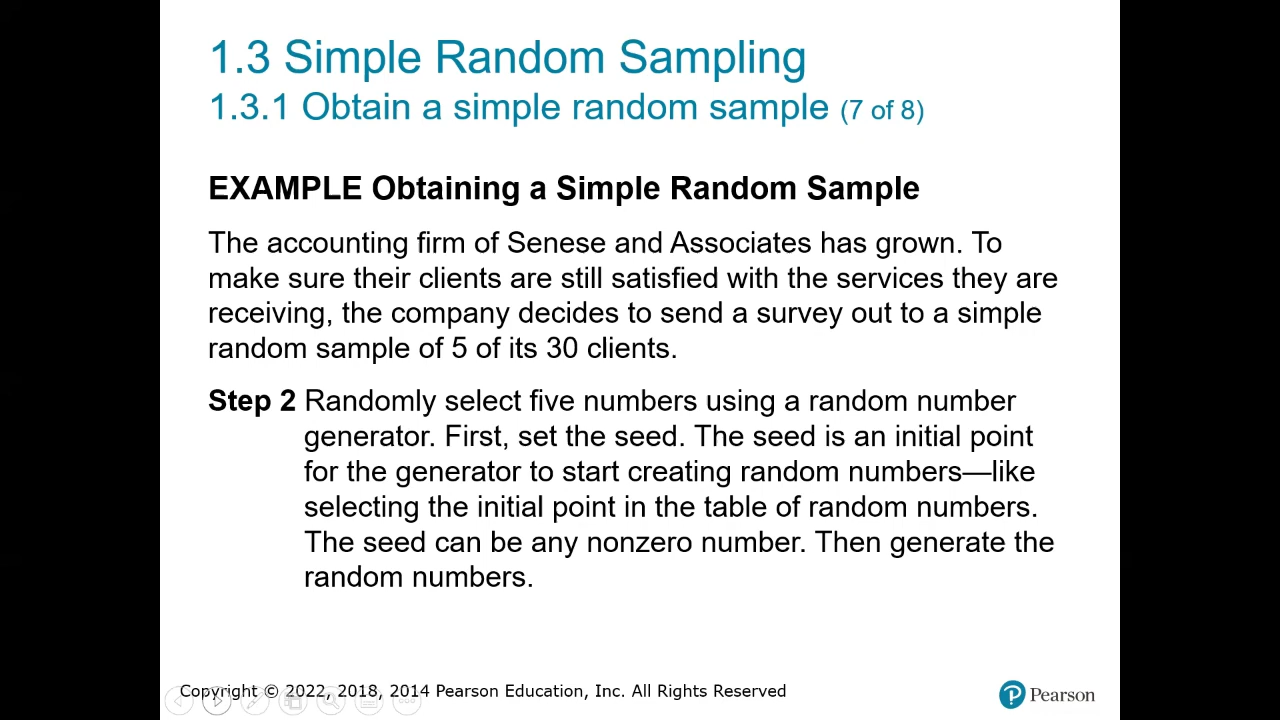 1.3 Simple Random Sampling
1.3.1 Obtain a simple random sample (7 of 8)
EXAMPLE Obtaining a Simple Random Sample
The accounting firm of Senese and Associates has grown. To
make sure their clients are still satisfied with the services they are
receiving, the company decides to send a survey out to a simple
random sample of 5 of its 30 clients.
Step 2 Randomly select five numbers using a random number
generator. First, set the seed. The seed is an initial point
for the generator to start creating random numbers—like
selecting the initial point in the table of random numbers.
The seed can be any nonzero number. Then generate the
random numbers.
Copyright © 2022, 2018, 2014 Pearson Education, Inc. All Rights Reserved
Pearson